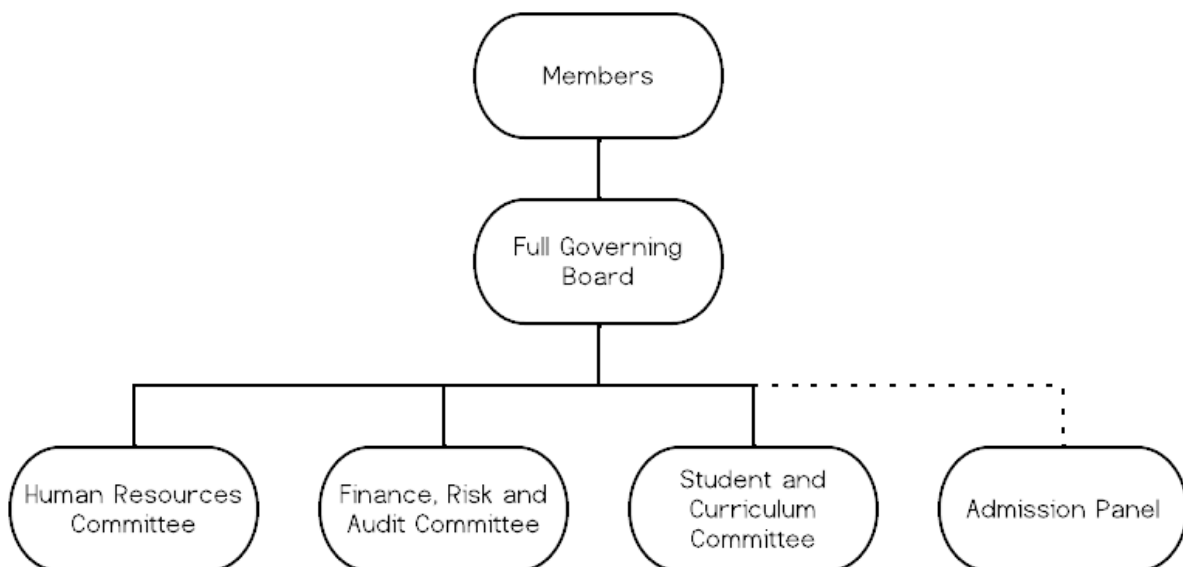 Members
Full Governing
Board
Human Resources
Committee
Finance, Risk and
Audit Committee
Student and
Curriculum
Committee
Admission Panel